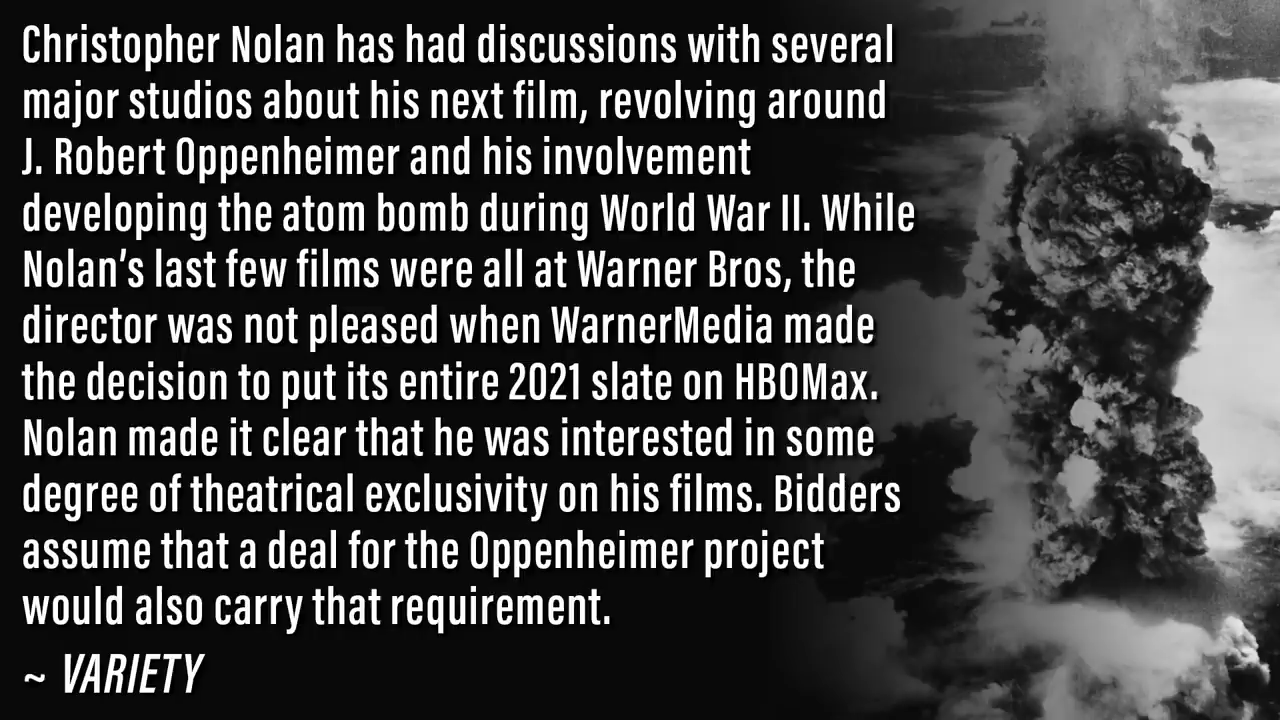 Christopher Nolan has had discussions with several
major studios about his next film, revolving around
J. Robert Oppenheimer and his involvement
developing the atom bomb during World War II. While
Nolan’s last few films were all at Warner Bros, the
director was not pleased when WarnerMedia made
the decision to put its entire 2021 slate on HBOMax.
Nolan made it clear that he was interested in some
degree of theatrical exclusivity on his films. Bidders
assume that a deal for the Oppenheimer project
would also carry that requirement.
~ VARIETY